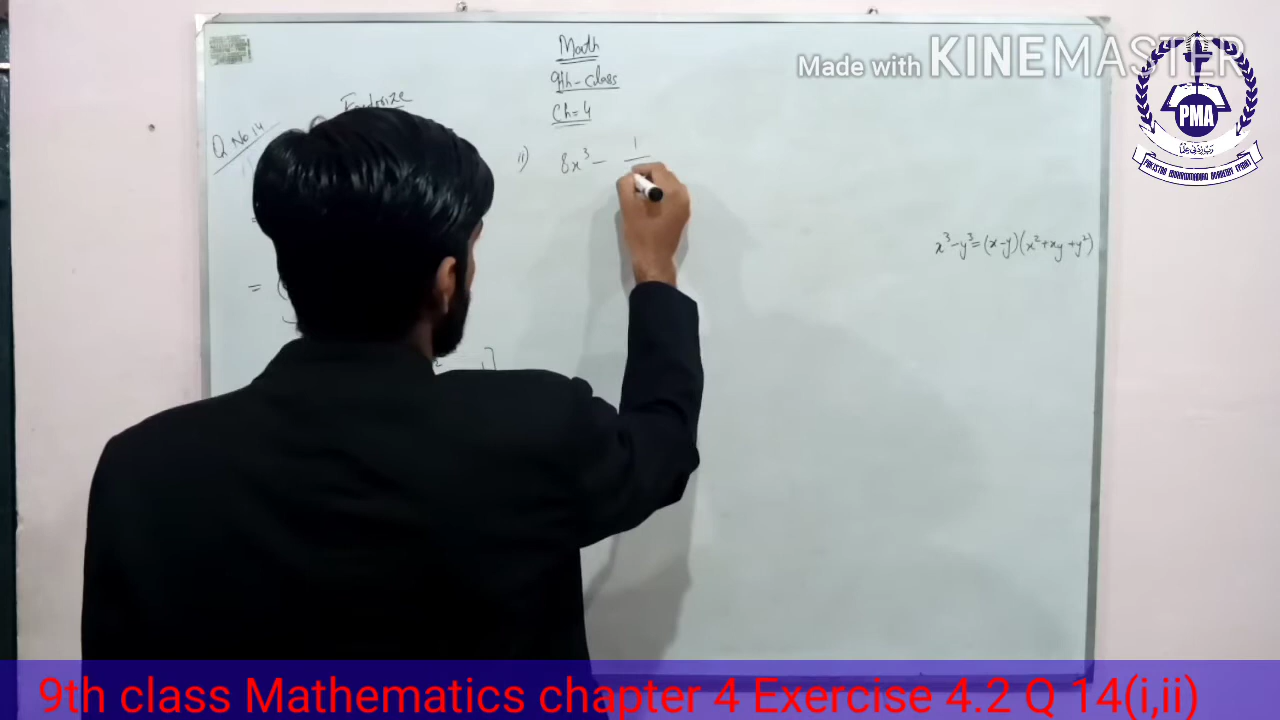 Made with KINEMASTER
PMA
Math
9th-class
Ch=4
Factorize
Q No.14
ii) 8x³ - 1
x³-y³=(x-y)(x²+xy+y²)
=
9th class Mathematics chapter 4 Exercise 4.2 Q 14(i,ii)